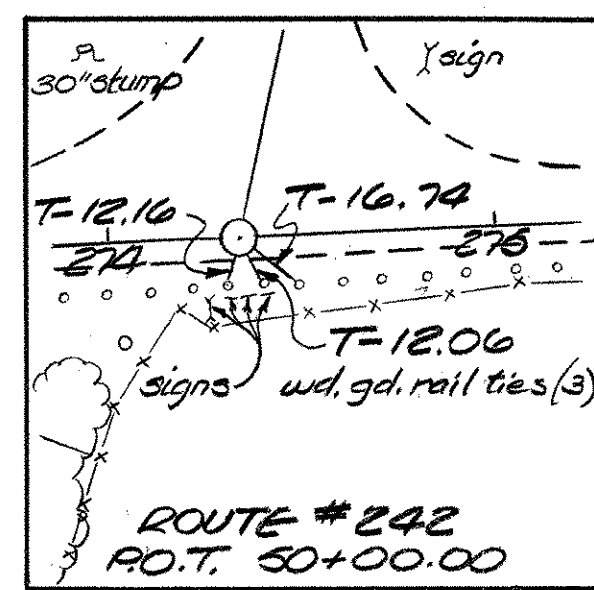 30" stump
sign
T-12.16
T-16.74
274
275
T-12.06
signs
wd. gd. rail ties (3)
ROUTE #242
P.O.T. 50+00.00